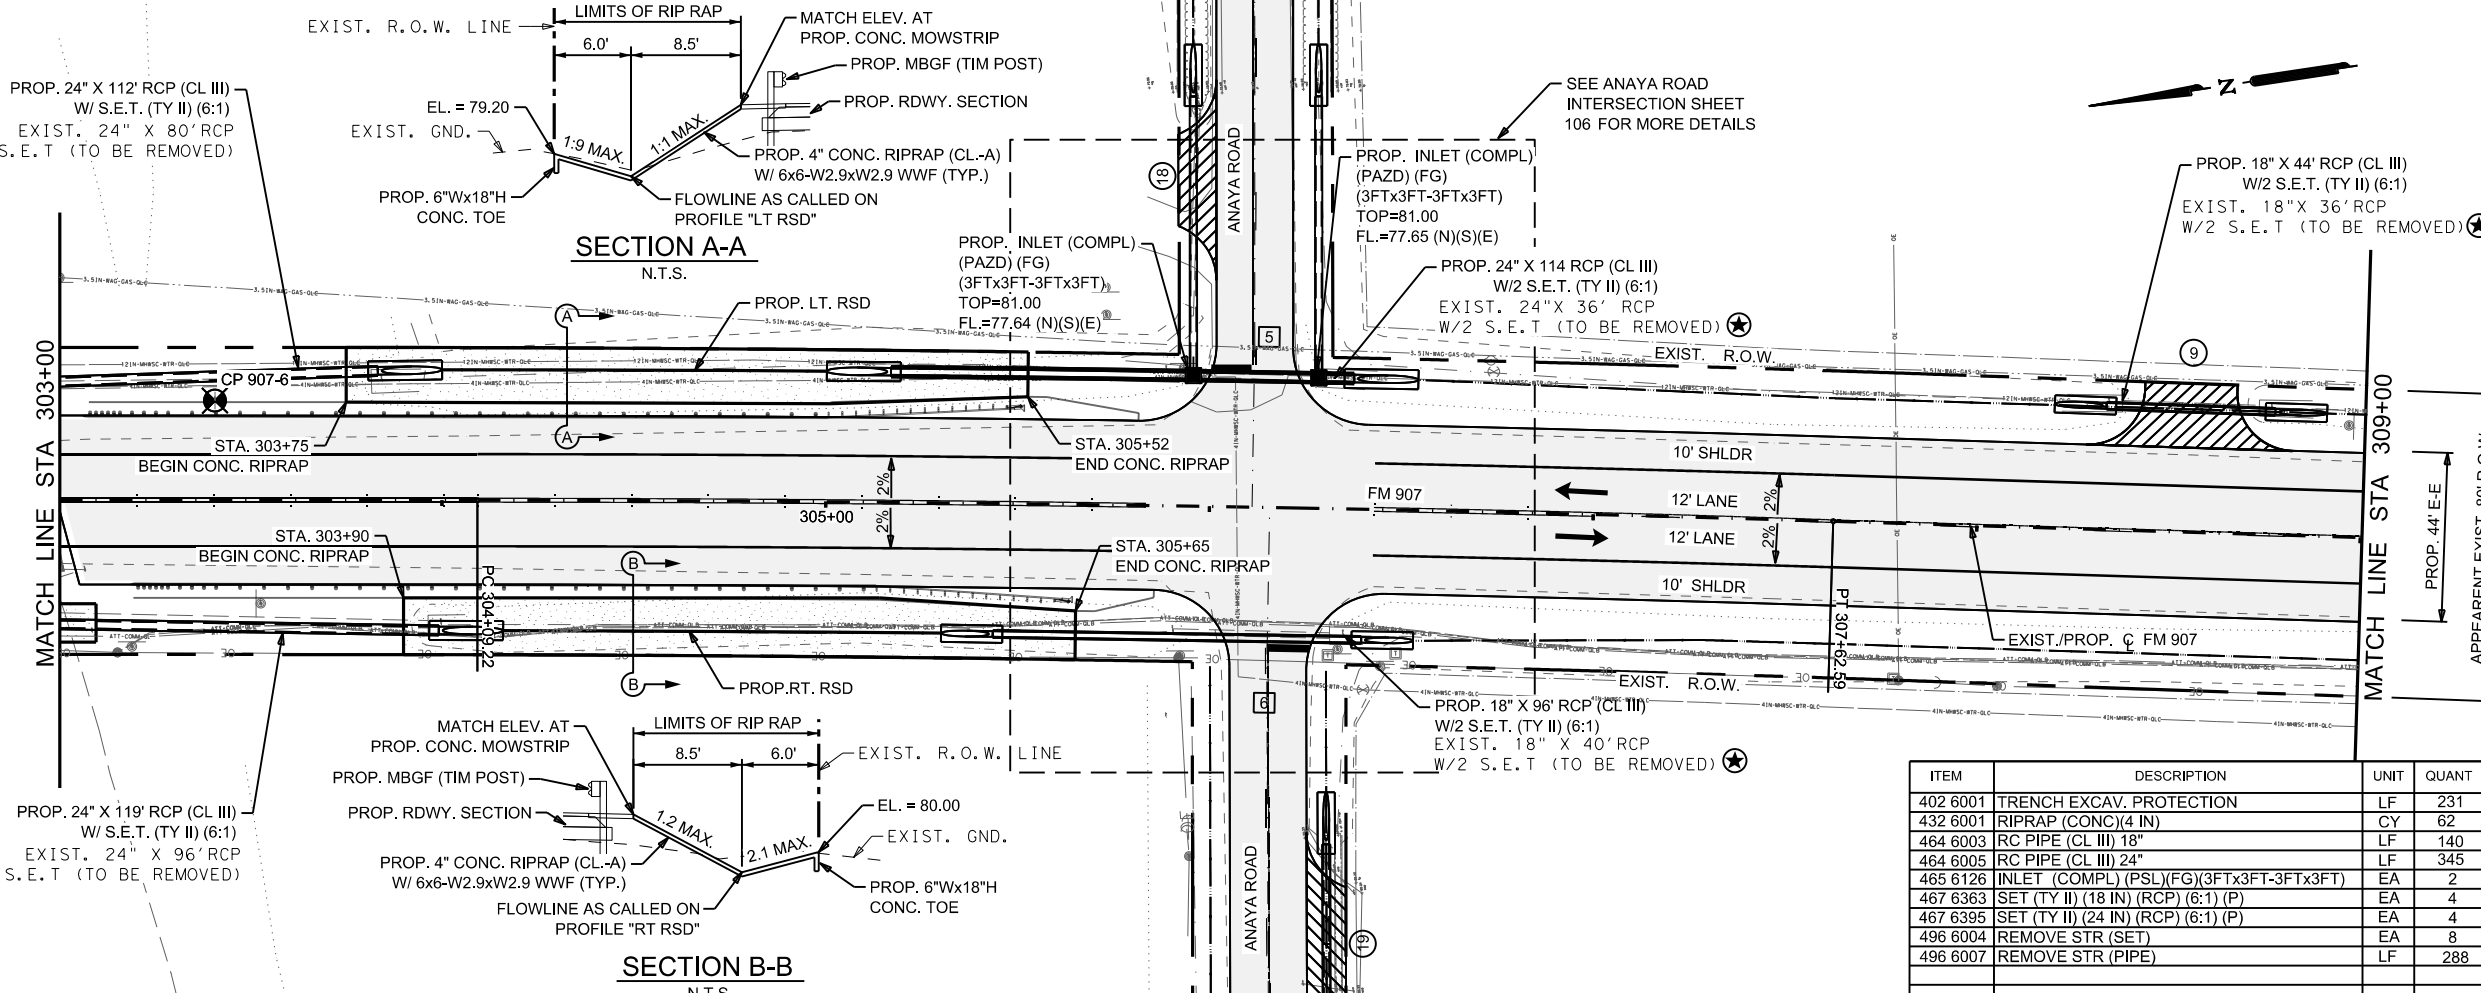 EXIST. R.O.W. LINE
LIMITS OF RIP RAP
6.0'
8.5'
MATCH ELEV. AT
PROP. CONC. MOWSTRIP
PROP. MBGF (TIM POST)
PROP. RDWY. SECTION
EL. = 79.20
EXIST. GND.
1:9 MAX.
1:1 MAX.
PROP. 4" CONC. RIPRAP (CL.-A)
W/ 6x6-W2.9xW2.9 WWF (TYP.)
PROP. 6"Wx18"H
CONC. TOE
FLOWLINE AS CALLED ON
PROFILE "LT RSD"
SECTION A-A
N.T.S.
PROP. 24" X 112' RCP (CL III)
W/ S.E.T. (TY II) (6:1)
EXIST. 24" X 80'RCP
S.E.T (TO BE REMOVED)
SEE ANAYA ROAD
INTERSECTION SHEET
106 FOR MORE DETAILS
N
18
ANAYA ROAD
PROP. INLET (COMPL)
(PAZD) (FG)
(3FTx3FT-3FTx3FT)
TOP=81.00
FL.=77.65 (N)(S)(E)
PROP. INLET (COMPL)
(PAZD) (FG)
(3FTx3FT-3FTx3FT)
TOP=81.00
FL.=77.64 (N)(S)(E)
PROP. 24" X 114 RCP (CL III)
W/2 S.E.T. (TY II) (6:1)
EXIST. 24"X 36' RCP
W/2 S.E.T (TO BE REMOVED)
PROP. 18" X 44' RCP (CL III)
W/2 S.E.T. (TY II) (6:1)
EXIST. 18"X 36'RCP
W/2 S.E.T (TO BE REMOVED)
PROP. LT. RSD
A
A
5
9
EXIST. R.O.W.
3.5IN-WAG-GAS-QLC
12IN-MHWSC-WTR-QLC
4IN-MHWSC-WTR-QLC
CP 907-6
MATCH LINE STA 303+00
STA. 303+75
BEGIN CONC. RIPRAP
STA. 305+52
END CONC. RIPRAP
2%
2%
305+00
FM 907
10' SHLDR
12' LANE
12' LANE
10' SHLDR
2%
2%
MATCH LINE STA 309+00
PROP. 44' E-E
STA. 303+90
BEGIN CONC. RIPRAP
PC 304+09.22
STA. 305+65
END CONC. RIPRAP
B
B
PT 307+62.59
EXIST./PROP. ℄ FM 907
PROP.RT. RSD
EXIST. R.O.W.
6
PROP. 18" X 96' RCP (CL III)
W/2 S.E.T. (TY II) (6:1)
EXIST. 18" X 40'RCP
W/2 S.E.T (TO BE REMOVED)
PROP. 24" X 119' RCP (CL III)
W/ S.E.T. (TY II) (6:1)
EXIST. 24" X 96'RCP
S.E.T (TO BE REMOVED)
MATCH ELEV. AT
PROP. CONC. MOWSTRIP
PROP. MBGF (TIM POST)
PROP. RDWY. SECTION
LIMITS OF RIP RAP
8.5'
6.0'
EXIST. R.O.W. LINE
EL. = 80.00
EXIST. GND.
1.2 MAX.
2.1 MAX.
PROP. 4" CONC. RIPRAP (CL.-A)
W/ 6x6-W2.9xW2.9 WWF (TYP.)
PROP. 6"Wx18"H
CONC. TOE
FLOWLINE AS CALLED ON
PROFILE "RT RSD"
SECTION B-B
N.T.S.
ANAYA ROAD
19
ITEM DESCRIPTION UNIT QUANT
402 6001 TRENCH EXCAV. PROTECTION LF 231
432 6001 RIPRAP (CONC)(4 IN) CY 62
464 6003 RC PIPE (CL III) 18" LF 140
464 6005 RC PIPE (CL III) 24" LF 345
465 6126 INLET (COMPL) (PSL)(FG)(3FTx3FT-3FTx3FT) EA 2
467 6363 SET (TY II) (18 IN) (RCP) (6:1) (P) EA 4
467 6395 SET (TY II) (24 IN) (RCP) (6:1) (P) EA 4
496 6004 REMOVE STR (SET) EA 8
496 6007 REMOVE STR (PIPE) LF 288